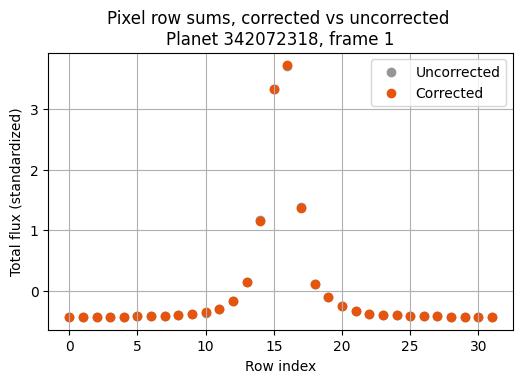 Pixel row sums, corrected vs uncorrected
Planet 342072318, frame 1
Uncorrected
Corrected
Total flux (standardized)
3
2
1
0
0 5 10 15 20 25 30
Row index